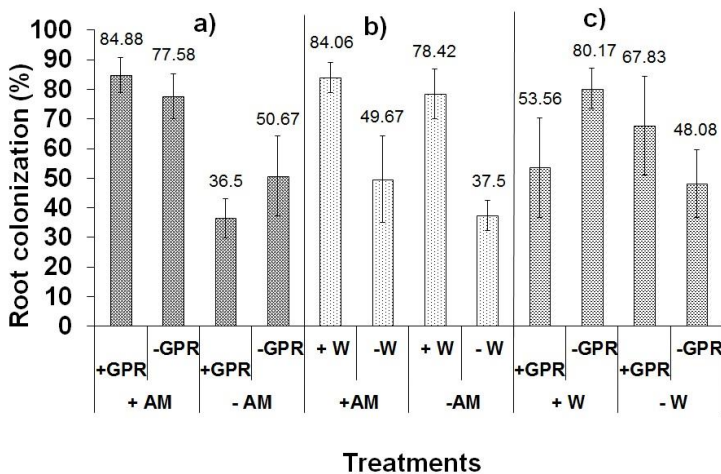 a) b) c)
84.88 77.58 36.5 50.67 84.06 49.67 78.42 37.5 53.56 80.17 67.83 48.08
Root colonization (%)
100
90
80
70
60
50
40
30
20
10
0
+GPR -GPR +GPR -GPR + W -W + W - W +GPR -GPR +GPR -GPR
+ AM - AM +AM -AM + W - W
Treatments